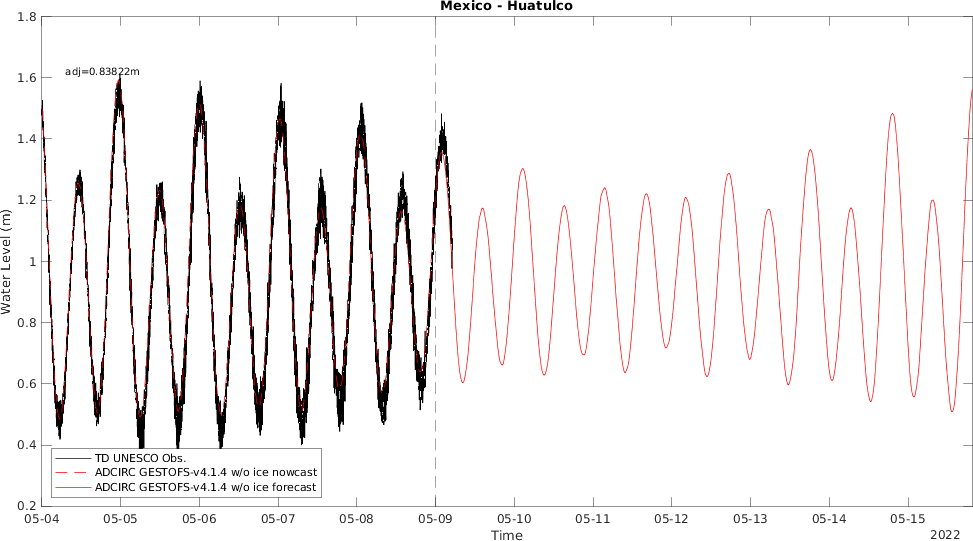 Mexico - Huatulco
1.8
1.6
1.4
1.2
1
0.8
0.6
0.4
0.2
Water Level (m)
adj=0.83822m
TD UNESCO Obs.
ADCIRC GESTOFS-v4.1.4 w/o ice nowcast
ADCIRC GESTOFS-v4.1.4 w/o ice forecast
05-04 05-05 05-06 05-07 05-08 05-09 05-10 05-11 05-12 05-13 05-14 05-15
Time
2022